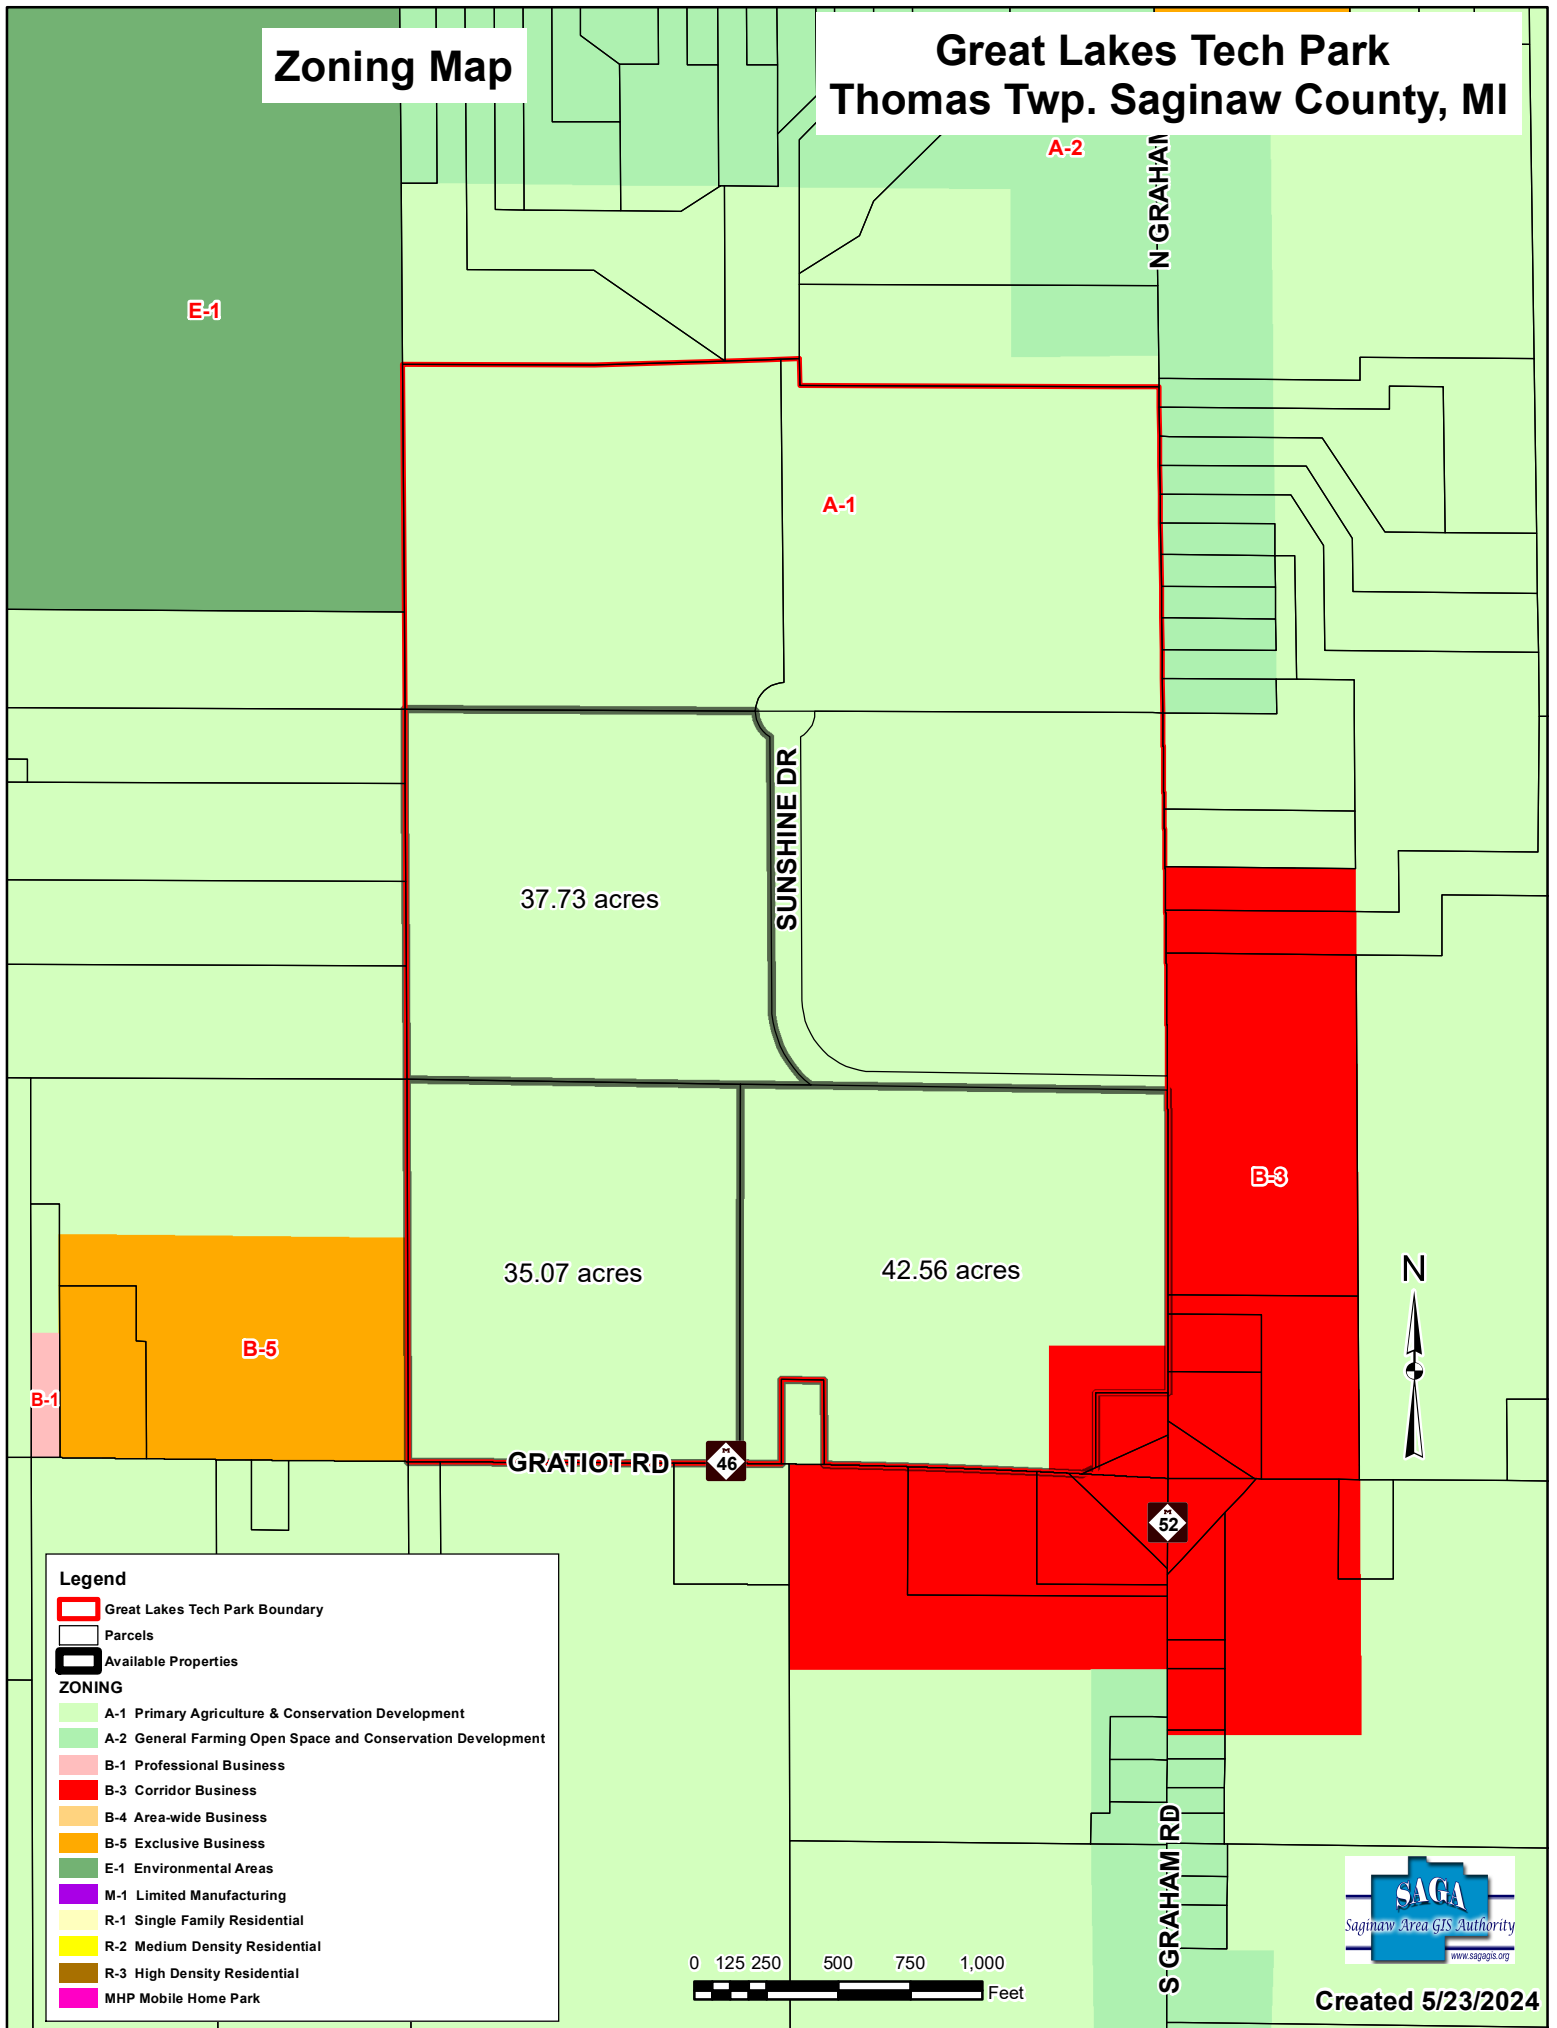 Zoning Map
Great Lakes Tech Park
Thomas Twp. Saginaw County, MI
A-2
N GRAHAM
E-1
A-1
SUNSHINE DR
37.73 acres
B-3
35.07 acres
42.56 acres
N
B-5
B-1
GRATIOT RD
M
46
M
52
Legend
Great Lakes Tech Park Boundary
Parcels
Available Properties
ZONING
A-1 Primary Agriculture & Conservation Development
A-2 General Farming Open Space and Conservation Development
B-1 Professional Business
B-3 Corridor Business
B-4 Area-wide Business
B-5 Exclusive Business
E-1 Environmental Areas
M-1 Limited Manufacturing
R-1 Single Family Residential
R-2 Medium Density Residential
R-3 High Density Residential
MHP Mobile Home Park
S GRAHAM RD
0 125 250 500 750 1,000
Feet
SAGA
Saginaw Area GIS Authority
www.sagagis.org
Created 5/23/2024